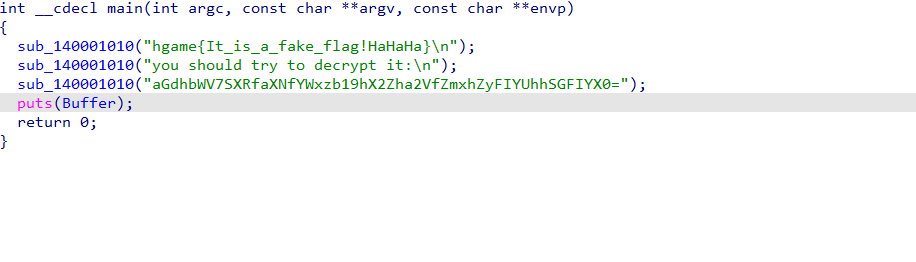 int __cdecl main(int argc, const char **argv, const char **envp)
{
  sub_140001010("hgame{It_is_a_fake_flag!HaHaHa}\n");
  sub_140001010("you should try to decrypt it:\n");
  sub_140001010("aGdhbWV7SXRfaXNfYWxzb19hX2Zha2VfZmxhZyFIYUhhSGFIYX0=");
  puts(Buffer);
  return 0;
}